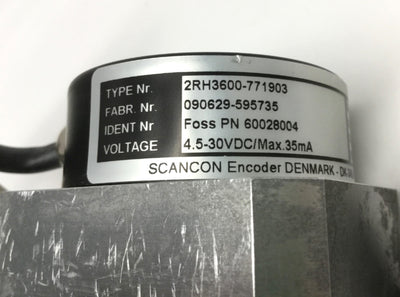 TYPE Nr. 2RH3600-771903
FABR. Nr. 090629-595735
IDENT Nr Foss PN 60028004
VOLTAGE 4.5-30VDC/Max.35mA
SCANCON Encoder DENMARK -